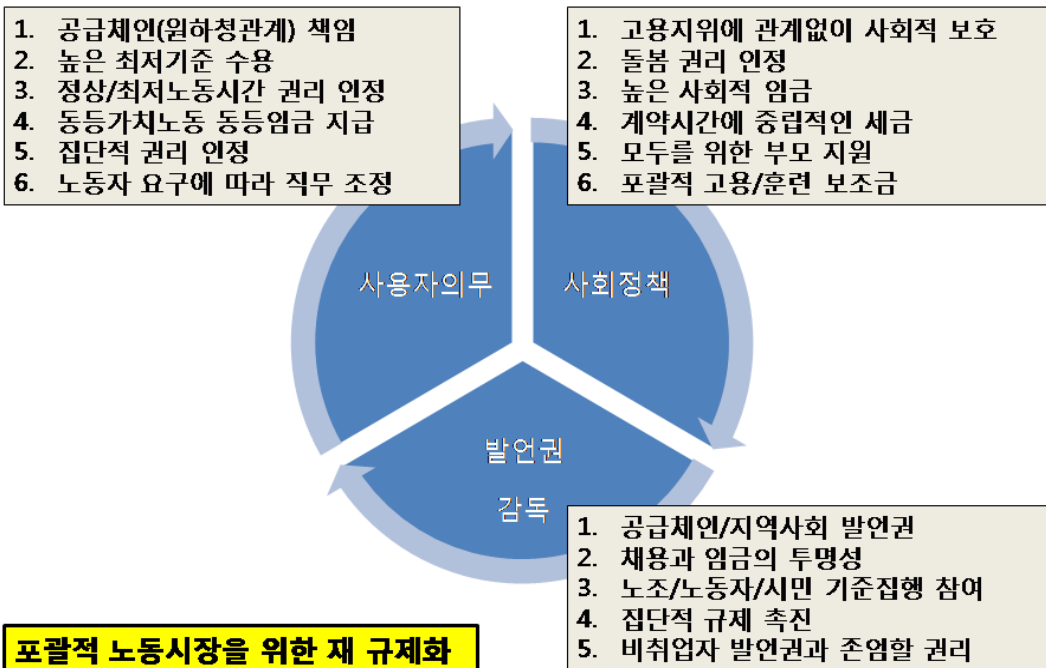 1. 공급체인(원하청관계) 책임
2. 높은 최저기준 수용
3. 정상/최저노동시간 권리 인정
4. 동등가치노동 동등임금 지급
5. 집단적 권리 인정
6. 노동자 요구에 따라 직무 조정
1. 고용지위에 관계없이 사회적 보호
2. 돌봄 권리 인정
3. 높은 사회적 임금
4. 계약시간에 중립적인 세금
5. 모두를 위한 부모 지원
6. 포괄적 고용/훈련 보조금
사용자의무
사회정책
발언권
감독
1. 공급체인/지역사회 발언권
2. 채용과 임금의 투명성
3. 노조/노동자/시민 기준집행 참여
4. 집단적 규제 촉진
5. 비취업자 발언권과 존엄할 권리
포괄적 노동시장을 위한 재 규제화